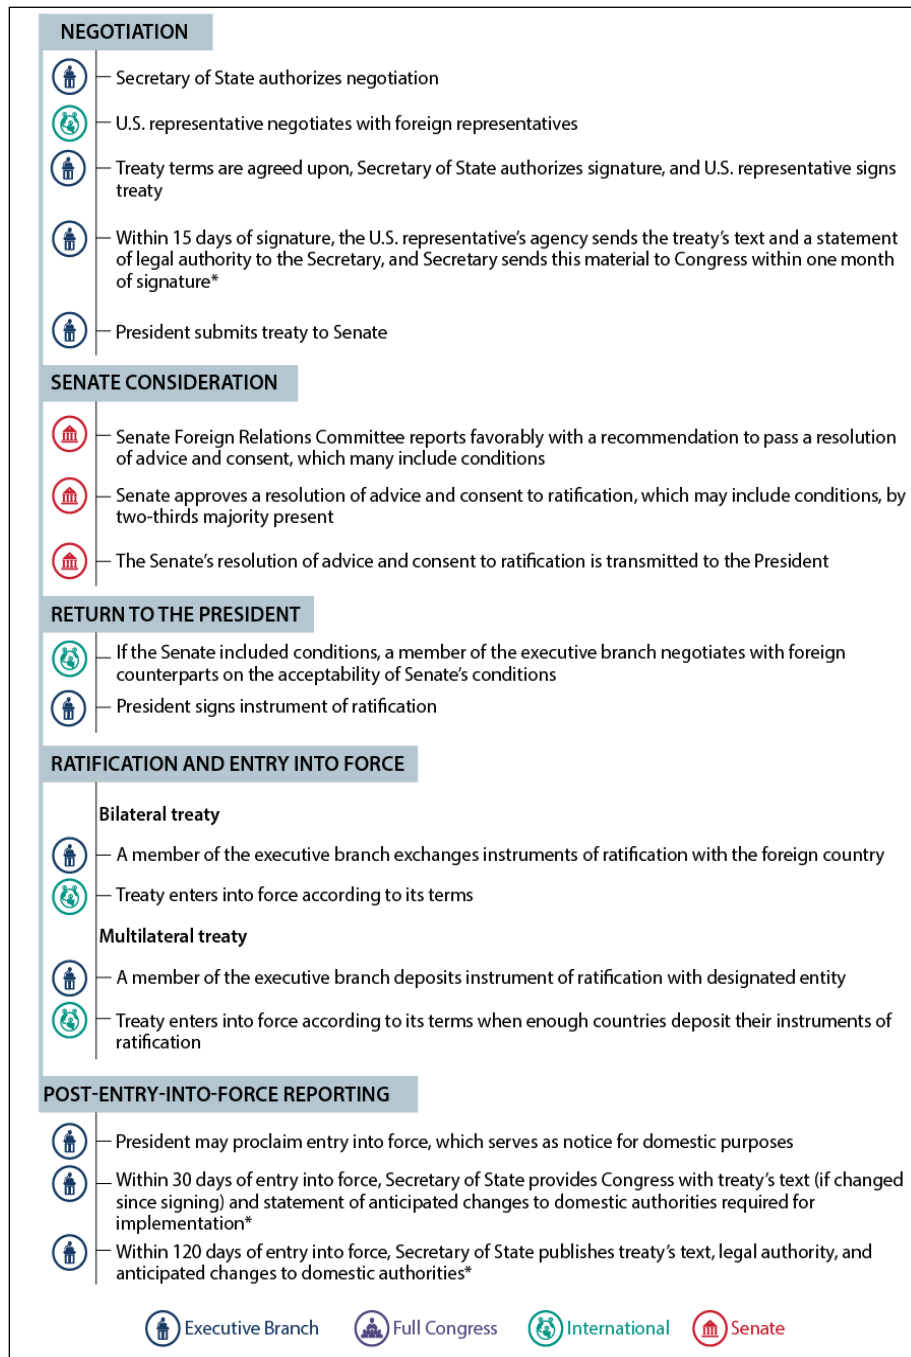 NEGOTIATION
Secretary of State authorizes negotiation
U.S. representative negotiates with foreign representatives
Treaty terms are agreed upon, Secretary of State authorizes signature, and U.S. representative signs
treaty
Within 15 days of signature, the U.S. representative’s agency sends the treaty’s text and a statement
of legal authority to the Secretary, and Secretary sends this material to Congress within one month
of signature*
President submits treaty to Senate
SENATE CONSIDERATION
Senate Foreign Relations Committee reports favorably with a recommendation to pass a resolution
of advice and consent, which many include conditions
Senate approves a resolution of advice and consent to ratification, which may include conditions, by
two-thirds majority present
The Senate’s resolution of advice and consent to ratification is transmitted to the President
RETURN TO THE PRESIDENT
If the Senate included conditions, a member of the executive branch negotiates with foreign
counterparts on the acceptability of Senate’s conditions
President signs instrument of ratification
RATIFICATION AND ENTRY INTO FORCE
Bilateral treaty
A member of the executive branch exchanges instruments of ratification with the foreign country
Treaty enters into force according to its terms
Multilateral treaty
A member of the executive branch deposits instrument of ratification with designated entity
Treaty enters into force according to its terms when enough countries deposit their instruments of
ratification
POST-ENTRY-INTO-FORCE REPORTING
President may proclaim entry into force, which serves as notice for domestic purposes
Within 30 days of entry into force, Secretary of State provides Congress with treaty’s text (if changed
since signing) and statement of anticipated changes to domestic authorities required for
implementation*
Within 120 days of entry into force, Secretary of State publishes treaty’s text, legal authority, and
anticipated changes to domestic authorities*
Executive Branch Full Congress International Senate